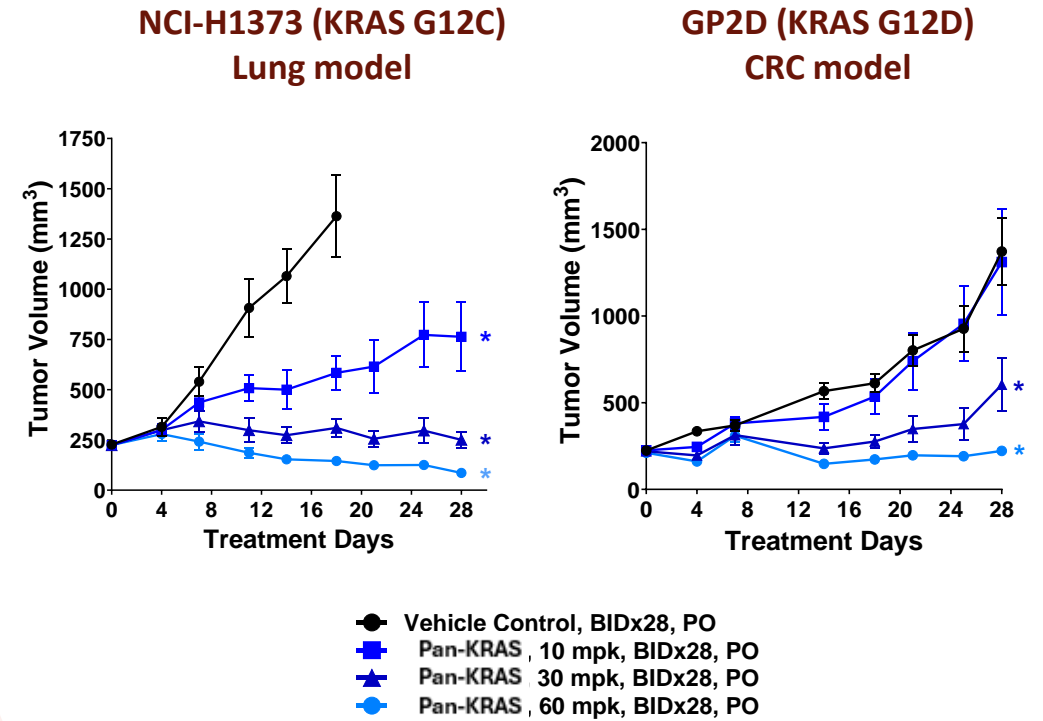 NCI-H1373 (KRAS G12C)
Lung model
1750
1500
1250
1000
750
500
250
0
Tumor Volume (mm³)
0 4 8 12 16 20 24 28
Treatment Days
*
*
*
GP2D (KRAS G12D)
CRC model
2000
1500
1000
500
0
Tumor Volume (mm³)
0 4 8 12 16 20 24 28
Treatment Days
*
*
Vehicle Control, BIDx28, PO
Pan-KRAS , 10 mpk, BIDx28, PO
Pan-KRAS , 30 mpk, BIDx28, PO
Pan-KRAS , 60 mpk, BIDx28, PO